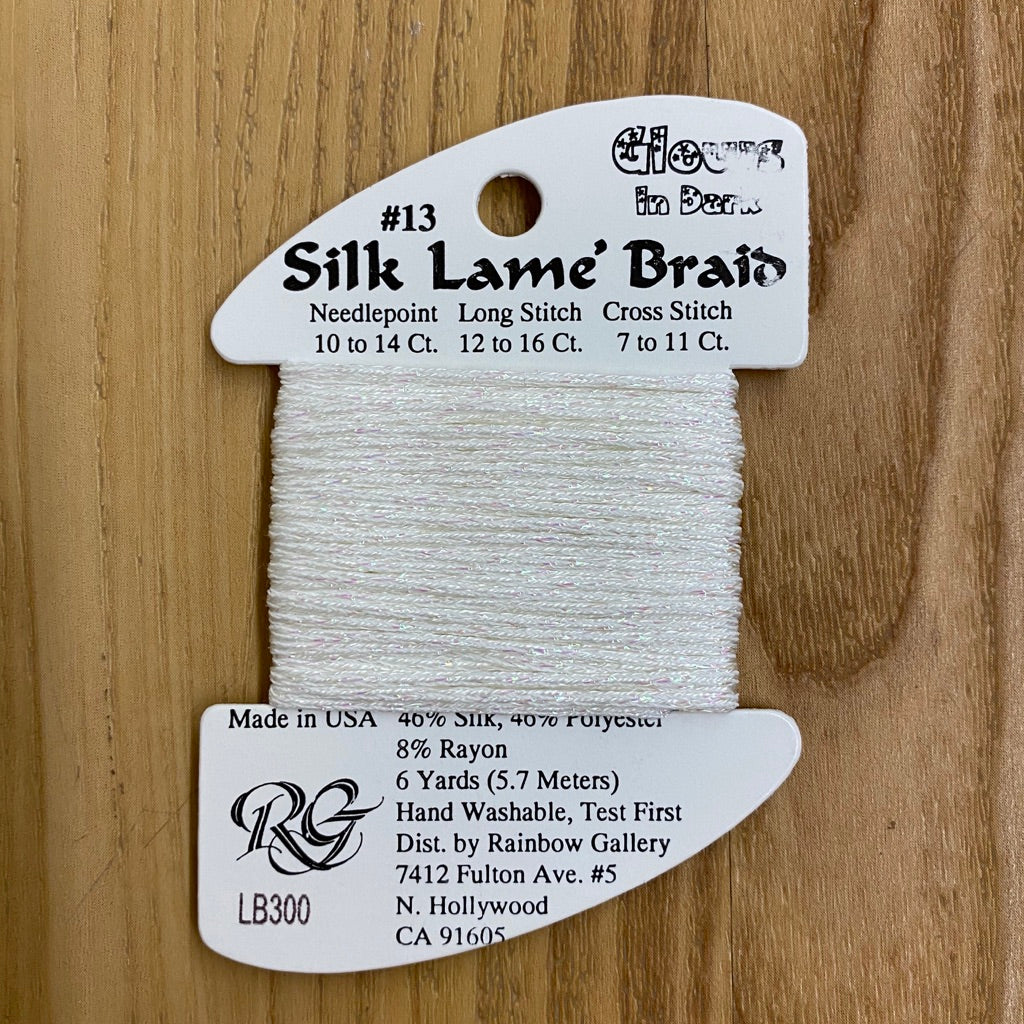 Glows
in Dark
#13
Silk Lame' Braid
Needlepoint Long Stitch Cross Stitch
10 to 14 Ct. 12 to 16 Ct. 7 to 11 Ct.
Made in USA 46% Silk, 46% Polyester
8% Rayon
6 Yards (5.7 Meters)
Hand Washable, Test First
Dist. by Rainbow Gallery
7412 Fulton Ave. #5
N. Hollywood
CA 91605
RG
LB300